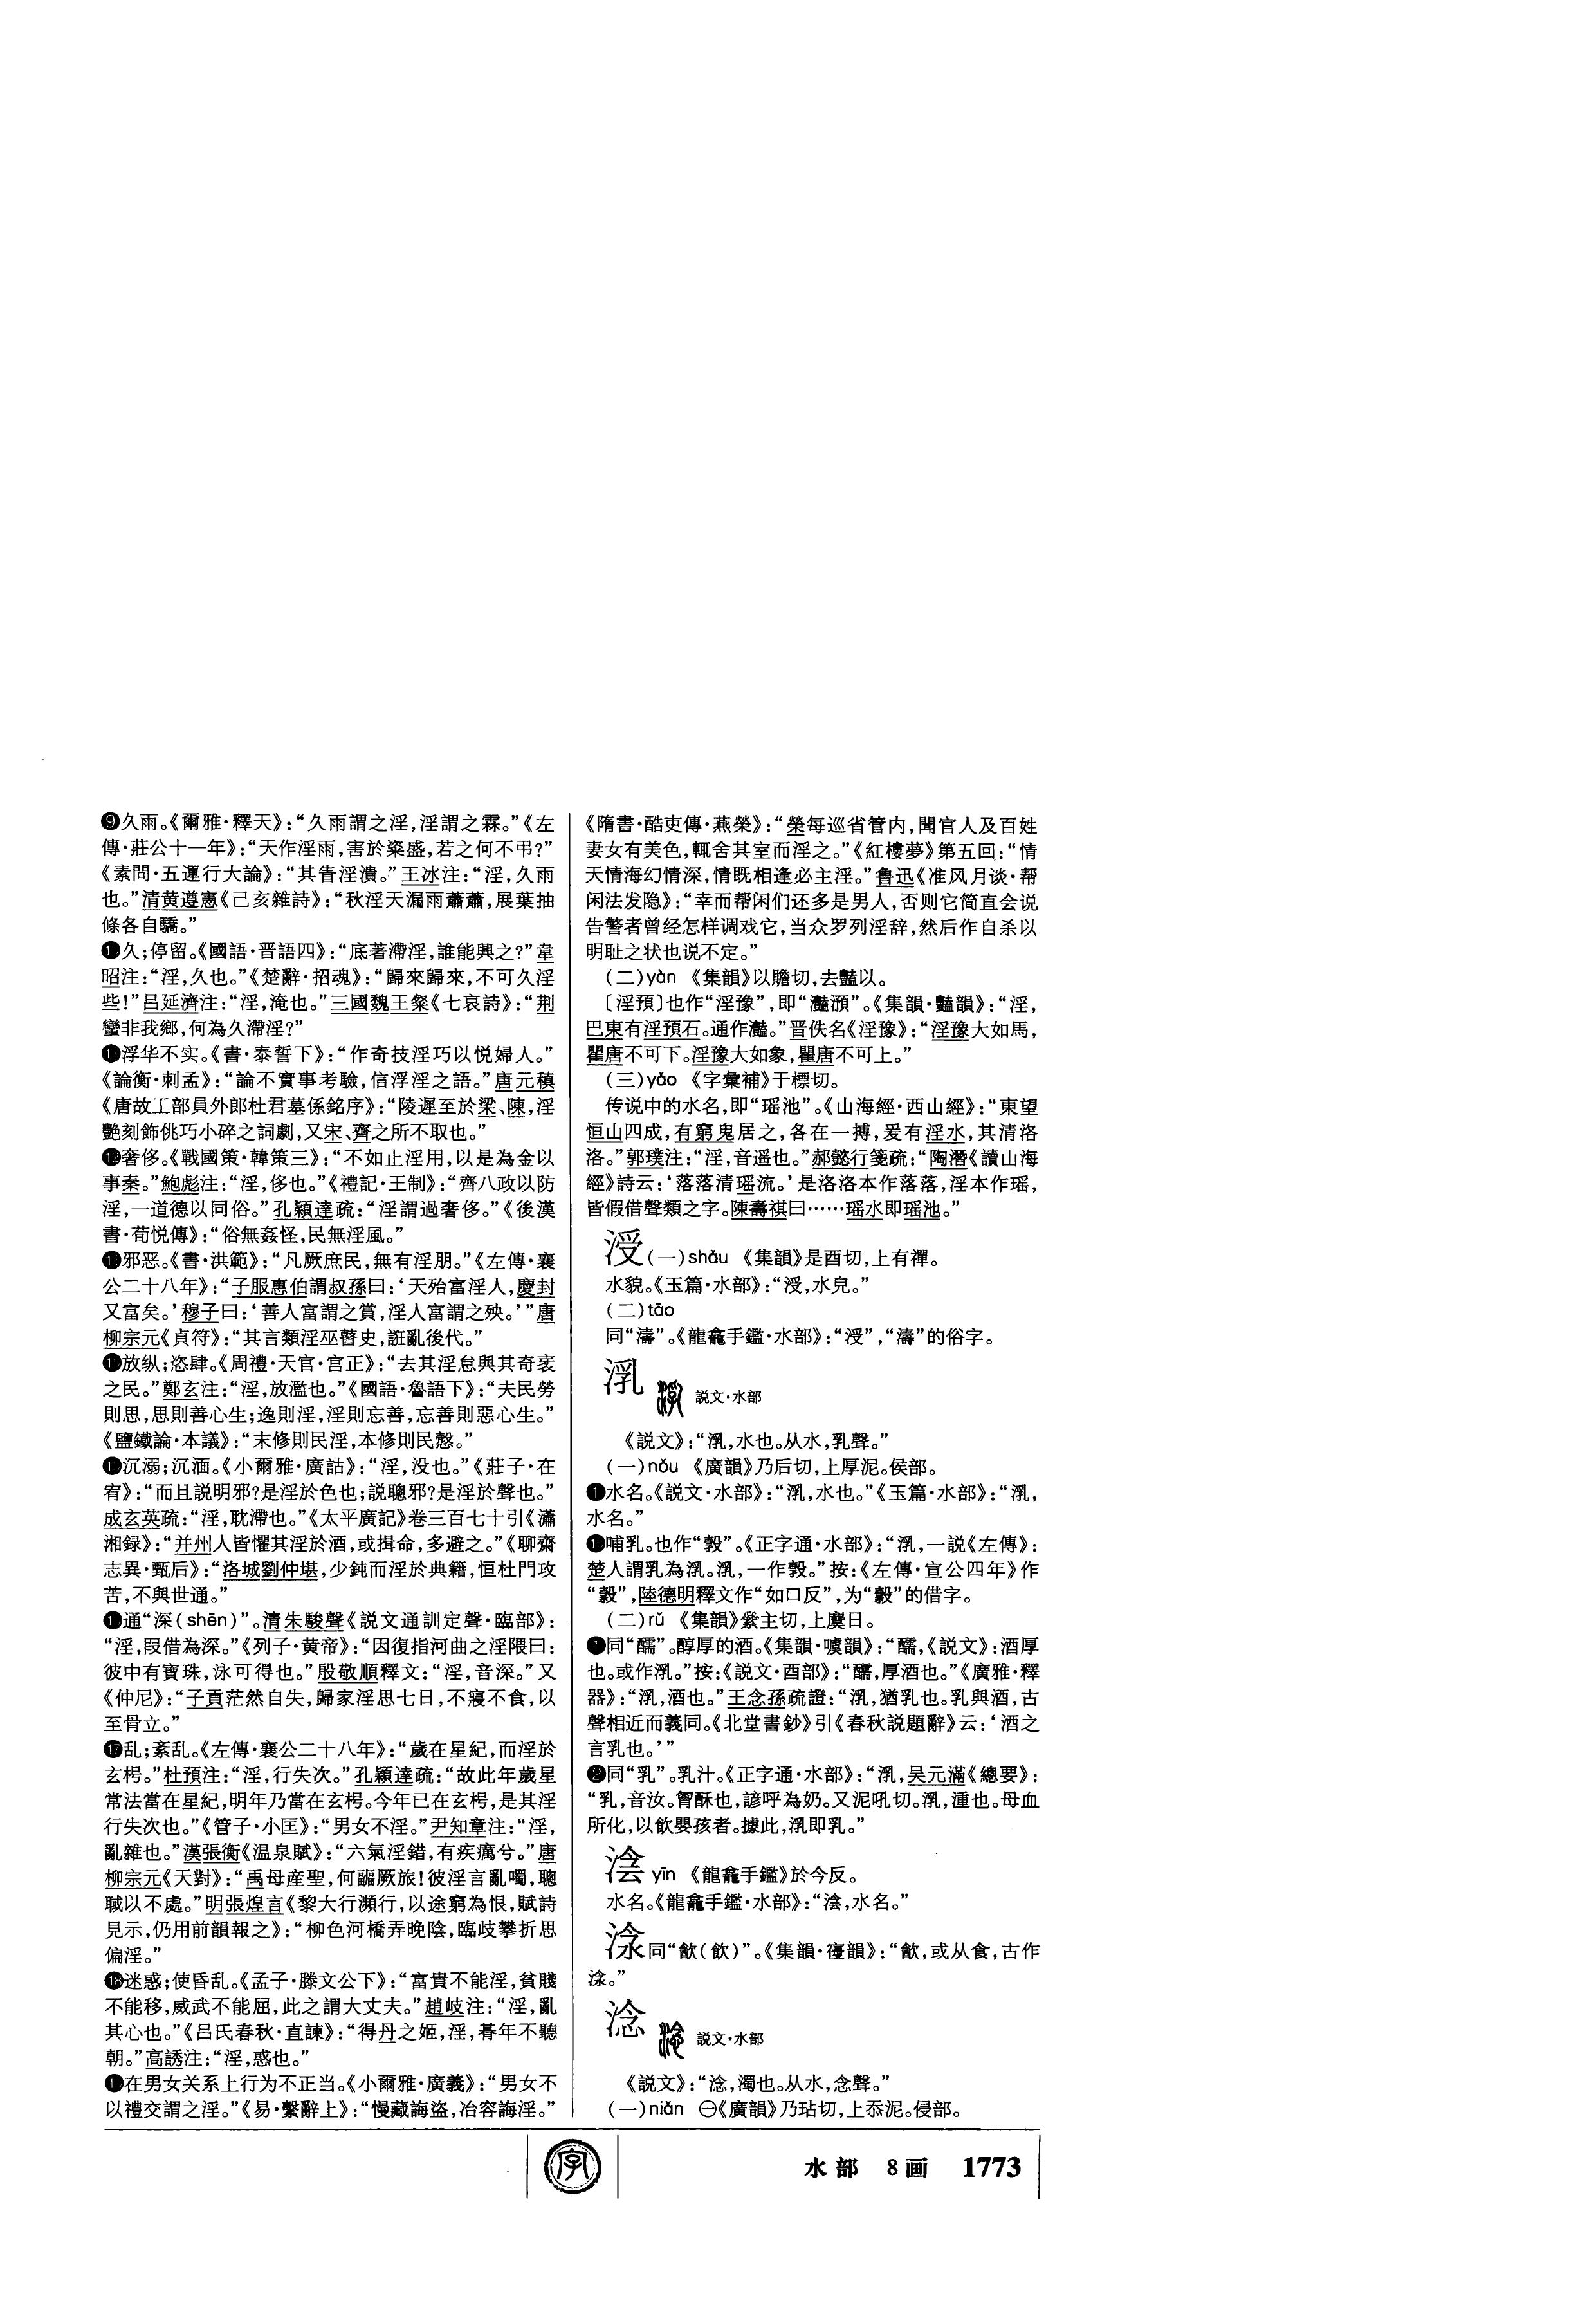 ❾久雨。《爾雅·釋天》：“久雨謂之淫，淫謂之霖。”《左
傳·莊公十一年》：“天作淫雨，害於粢盛，若之何不弔?”
《素問·五運行大論》：“其眚淫潰。”王冰注：“淫，久雨
也。”清黄遵憲《己亥雜詩》：“秋淫天漏雨蕭蕭，展葉抽
條各自驕。”
久；停留。《國語·晋語四》：“底著滯淫，誰能興之?”韋
昭注：“淫，久也。”《楚辭·招魂》：“歸來歸來，不可久淫
些!”吕延濟注：“淫，淹也。”三國魏王粲《七哀詩》：“荆
蠻非我鄉，何為久滯淫?”
浮华不实。《書·泰誓下》：“作奇技淫巧以悦婦人。”
《論衡·刺孟》：“論不實事考驗，信浮淫之語。”唐元稹
《唐故工部員外郎杜君墓係銘序》：“陵遲至於梁、陳，淫
艷刻飾佻巧小碎之詞劇，又宋、齊之所不取也。”
⓬奢侈。《戰國策·韓策三》：“不如止淫用，以是為金以
事秦。”鮑彪注：“淫，侈也。”《禮記·王制》：“齊八政以防
淫，一道德以同俗。”孔穎達疏：“淫謂過奢侈。”《後漢
書·荀悦傳》：“俗無姦怪，民無淫風。”
邪恶。《書·洪範》：“凡厥庶民，無有淫朋。”《左傳·襄
公二十八年》：“子服惠伯謂叔孫曰：‘天殆富淫人，慶封
又富矣。’穆子曰：‘善人富謂之賞，淫人富謂之殃。’”唐
柳宗元《貞符》：“其言類淫巫瞽史，誑亂後代。”
放纵；恣肆。《周禮·天官·宫正》：“去其淫怠與其奇衺
之民。”鄭玄注：“淫，放濫也。”《國語·魯語下》：“夫民勞
則思，思則善心生；逸則淫，淫則忘善，忘善則惡心生。”
《鹽鐵論·本議》：“末修則民淫，本修則民慤。”
沉溺；沉湎。《小爾雅·廣詁》：“淫，没也。”《莊子·在
宥》：“而且説明邪?是淫於色也；説聰邪?是淫於聲也。”
成玄英疏：“淫，耽滯也。”《太平廣記》卷三百七十引《瀟
湘録》：“并州人皆懼其淫於酒，或揖命，多避之。”《聊齋
志異·甄后》：“洛城劉仲堪，少鈍而淫於典籍，恒杜門攻
苦，不與世通。”
通“深(shēn)”。清朱駿聲《説文通訓定聲·臨部》：
“淫，叚借為深。”《列子·黄帝》：“因復指河曲之淫隈曰：
彼中有寶珠，泳可得也。”殷敬順釋文：“淫，音深。”又
《仲尼》：“子貢茫然自失，歸家淫思七日，不寢不食，以
至骨立。”
⓱乱；紊乱。《左傳·襄公二十八年》：“歲在星紀，而淫於
玄枵。”杜預注：“淫，行失次。”孔穎達疏：“故此年歲星
常法當在星紀，明年乃當在玄枵。今年已在玄枵，是其淫
行失次也。”《管子·小匡》：“男女不淫。”尹知章注：“淫，
亂雜也。”漢張衡《温泉賦》：“六氣淫錯，有疾癘兮。”唐
柳宗元《天對》：“禹母産聖，何疈厥旅!彼淫言亂噣，聰
聝以不處。”明張煌言《黎大行瀕行，以途窮為恨，賦詩
見示，仍用前韻報之》：“柳色河橋弄晚陰，臨歧攀折思
偏淫。”
⓲迷惑；使昏乱。《孟子·滕文公下》：“富貴不能淫，貧賤
不能移，威武不能屈，此之謂大丈夫。”趙岐注：“淫，亂
其心也。”《吕氏春秋·直諫》：“得丹之姬，淫，朞年不聽
朝。”高誘注：“淫，惑也。”
在男女关系上行为不正当。《小爾雅·廣義》：“男女不
以禮交謂之淫。”《易·繫辭上》：“慢藏誨盗，冶容誨淫。”
《隋書·酷吏傳·燕榮》：“榮每巡省管内，聞官人及百姓
妻女有美色，輒舍其室而淫之。”《紅樓夢》第五回：“情
天情海幻情深，情既相逢必主淫。”鲁迅《准风月谈·帮
闲法发隐》：“幸而帮闲们还多是男人，否则它简直会说
告警者曾经怎样调戏它，当众罗列淫辞，然后作自杀以
明耻之状也说不定。”
(二)yàn 《集韻》以贍切，去豔以。
〔淫預〕也作“淫豫”，即“灔澦”。《集韻·豔韻》：“淫，
巴東有淫預石。通作灔。”晋佚名《淫豫》：“淫豫大如馬，
瞿唐不可下。淫豫大如象，瞿唐不可上。”
(三)yǎo 《字彙補》于標切。
传说中的水名，即“瑶池”。《山海經·西山經》：“東望
恒山四成，有窮鬼居之，各在一搏，爰有淫水，其清洛
洛。”郭璞注：“淫，音遥也。”郝懿行箋疏：“陶潛《讀山海
經》詩云：‘落落清瑶流。’是洛洛本作落落，淫本作瑶，
皆假借聲類之字。陳壽祺曰……瑶水即瑶池。”
涭(一)shǎu 《集韻》是酉切，上有禪。
水貌。《玉篇·水部》：“涭，水皃。”
(二)tāo
同“濤”。《龍龕手鑑·水部》：“涭”，“濤”的俗字。
㳶 説文·水部
《説文》：“㳶，水也。从水，乳聲。”
(一)nǒu 《廣韻》乃后切，上厚泥。侯部。
❶水名。《説文·水部》：“㳶，水也。”《玉篇·水部》：“㳶，
水名。”
哺乳。也作“㝅”。《正字通·水部》：“㳶，一説《左傳》：
楚人謂乳為㳶。㳶，一作㝅。”按：《左傳·宣公四年》作
“穀”，陸德明釋文作“如口反”，为“㝅”的借字。
(二)rǔ 《集韻》蘂主切，上麌日。
❶同“醹”。醇厚的酒。《集韻·噳韻》：“醹，《説文》：酒厚
也。或作㳶。”按：《説文·酉部》：“醹，厚酒也。”《廣雅·釋
器》：“㳶，酒也。”王念孫疏證：“㳶，猶乳也。乳與酒，古
聲相近而義同。《北堂書鈔》引《春秋説題辭》云：‘酒之
言乳也。’”
❷同“乳”。乳汁。《正字通·水部》：“㳶，吴元滿《總要》：
“乳，音汝。胷酥也，諺呼為奶。又泥吼切。㳶，湩也。母血
所化，以飲嬰孩者。據此，㳶即乳。”
yīn 《龍龕手鑑》於今反。
水名。《龍龕手鑑·水部》：“，水名。”
㳄同“㱃(飲)”。《集韻·𡪢韻》：“㱃，或从食，古作
。”
淰 説文·水部
《説文》：“淰，濁也。从水，念聲。”
(一)niǎn ㊀《廣韻》乃玷切，上忝泥。侵部。
字
水部 8画 1773